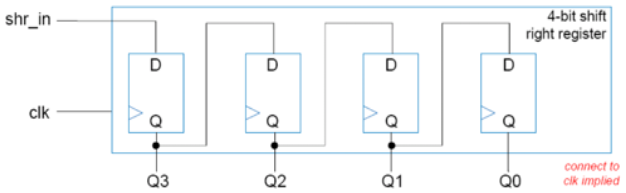 shr_in
4-bit shift
right register
D D D D
clk
Q Q Q Q
connect to
clk implied
Q3 Q2 Q1 Q0